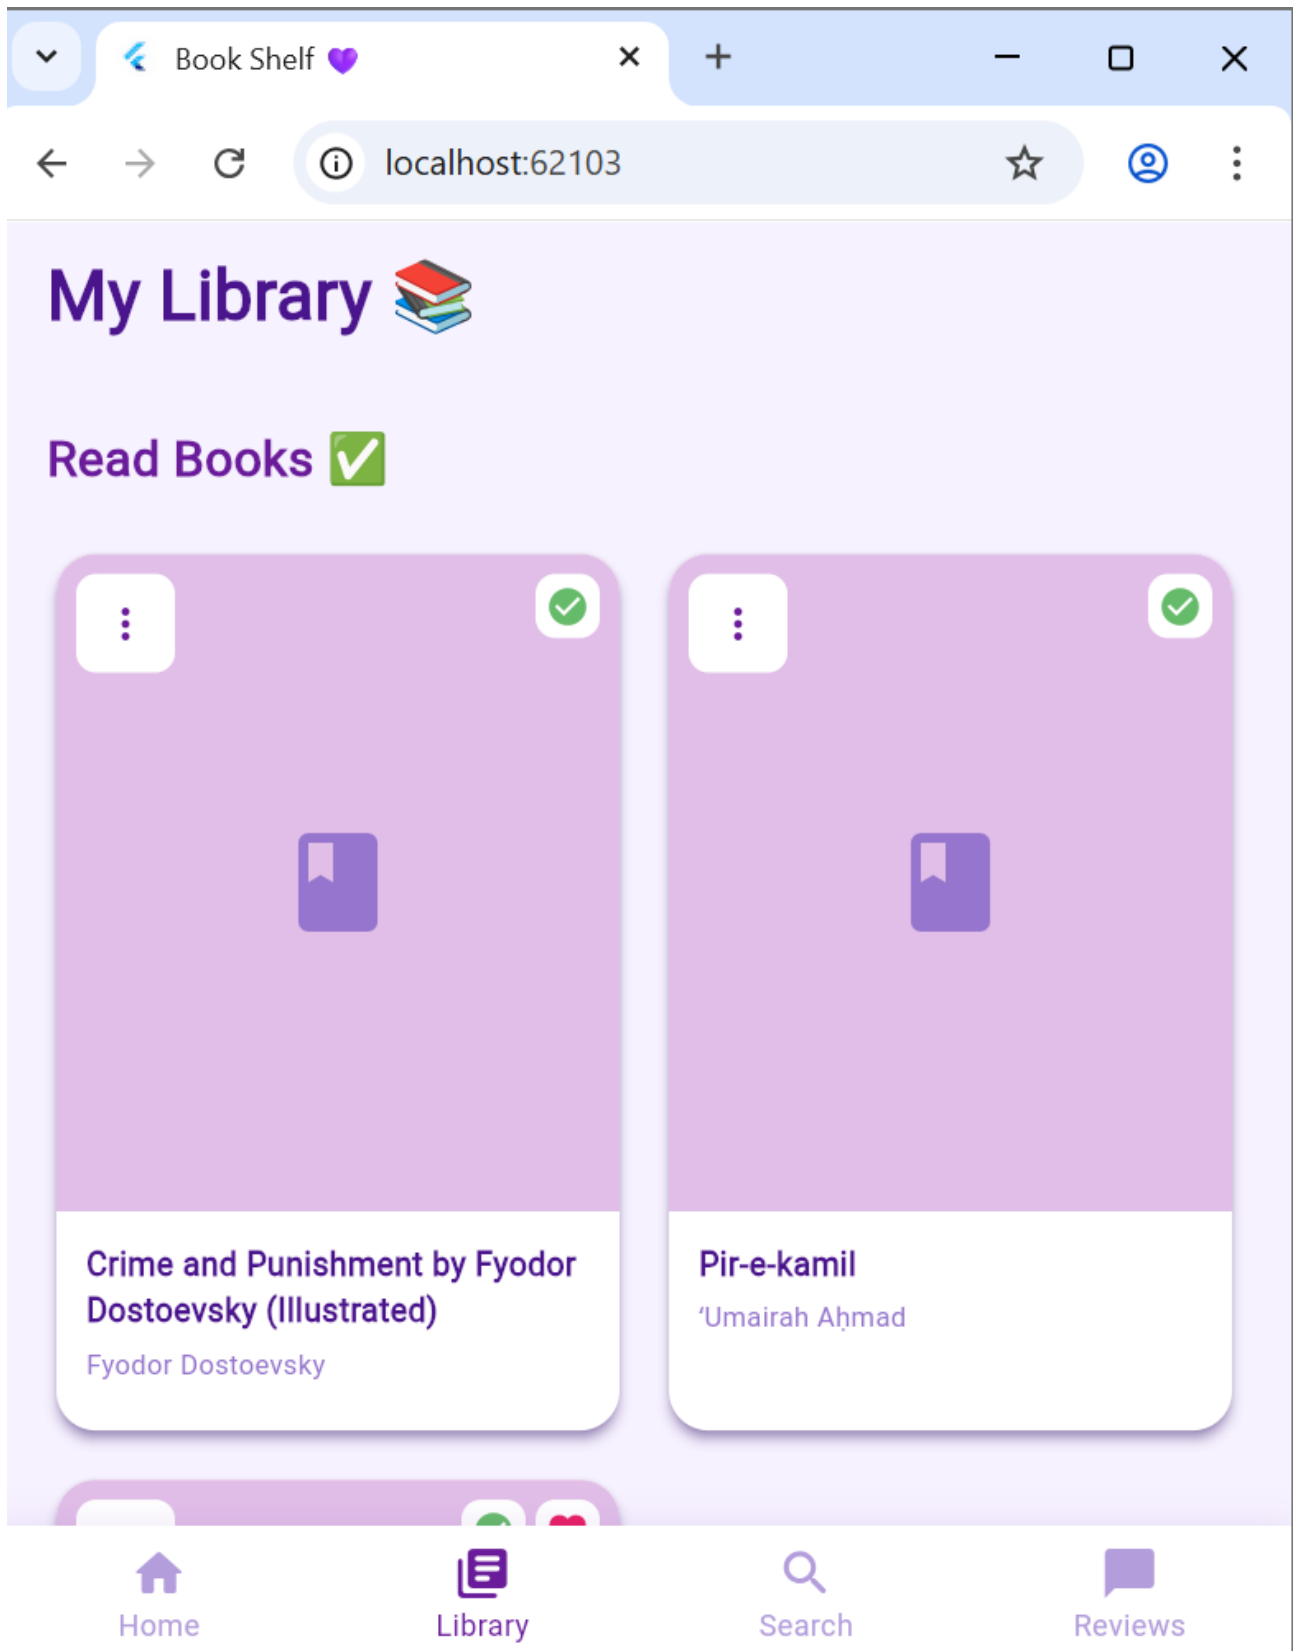 Book Shelf 💜
localhost:62103
My Library 📚
Read Books ✅
Crime and Punishment by Fyodor
Dostoevsky (Illustrated)
Fyodor Dostoevsky
Pir-e-kamil
ʻUmairah Aḥmad
Home
Library
Search
Reviews